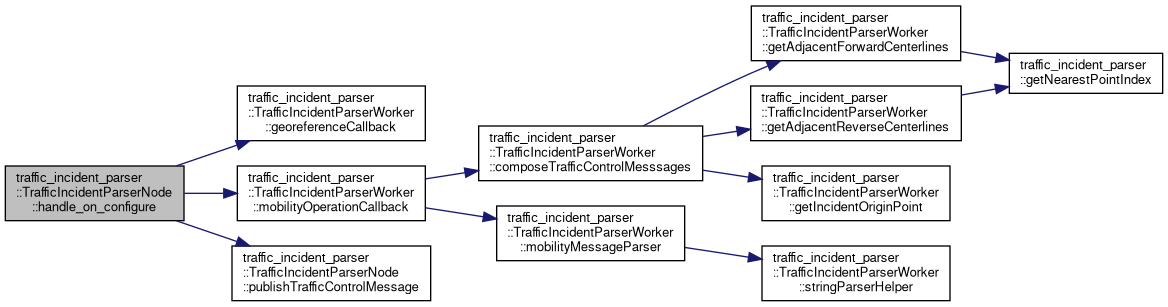 traffic_incident_parser
::TrafficIncidentParserNode
::handle_on_configure
traffic_incident_parser
::TrafficIncidentParserWorker
::georeferenceCallback
traffic_incident_parser
::TrafficIncidentParserWorker
::mobilityOperationCallback
traffic_incident_parser
::TrafficIncidentParserNode
::publishTrafficControlMessage
traffic_incident_parser
::TrafficIncidentParserWorker
::composeTrafficControlMesssages
traffic_incident_parser
::TrafficIncidentParserWorker
::mobilityMessageParser
traffic_incident_parser
::TrafficIncidentParserWorker
::getAdjacentForwardCenterlines
traffic_incident_parser
::TrafficIncidentParserWorker
::getAdjacentReverseCenterlines
traffic_incident_parser
::TrafficIncidentParserWorker
::getIncidentOriginPoint
traffic_incident_parser
::TrafficIncidentParserWorker
::stringParserHelper
traffic_incident_parser
::getNearestPointIndex